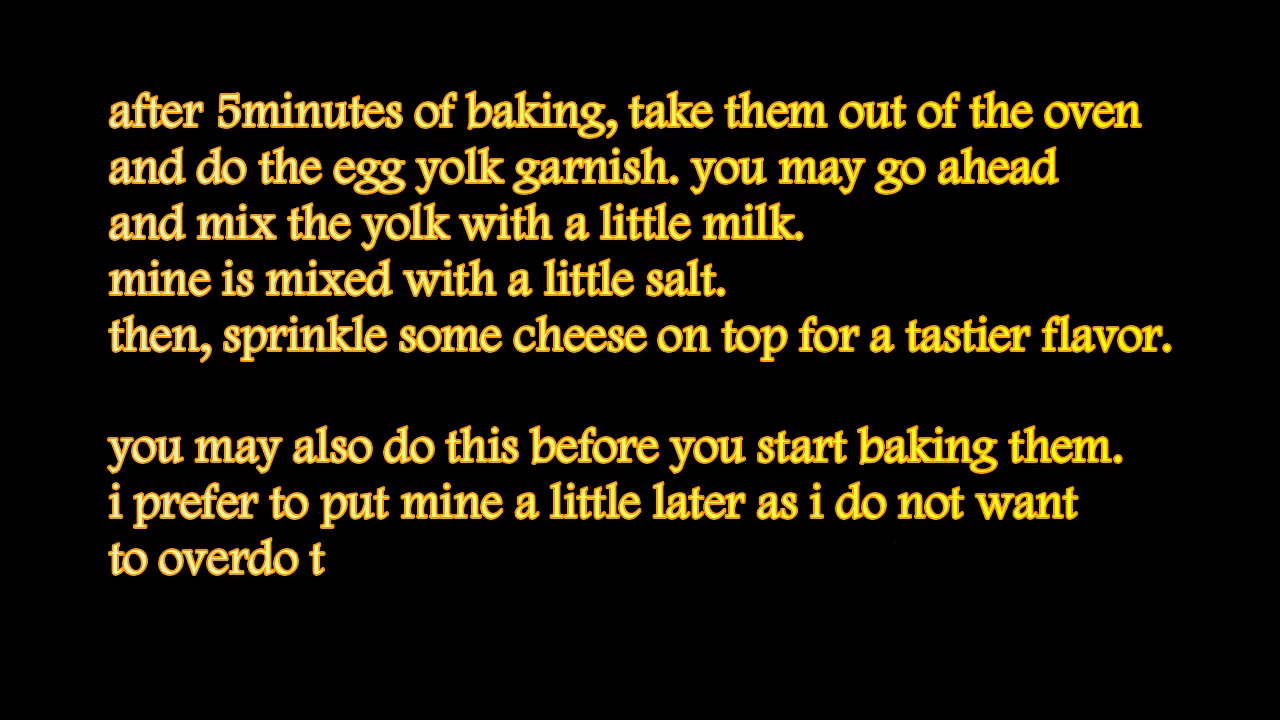 after 5minutes of baking, take them out of the oven
and do the egg yolk garnish. you may go ahead
and mix the yolk with a little milk.
mine is mixed with a little salt.
then, sprinkle some cheese on top for a tastier flavor.
you may also do this before you start baking them.
i prefer to put mine a little later as i do not want
to overdo t